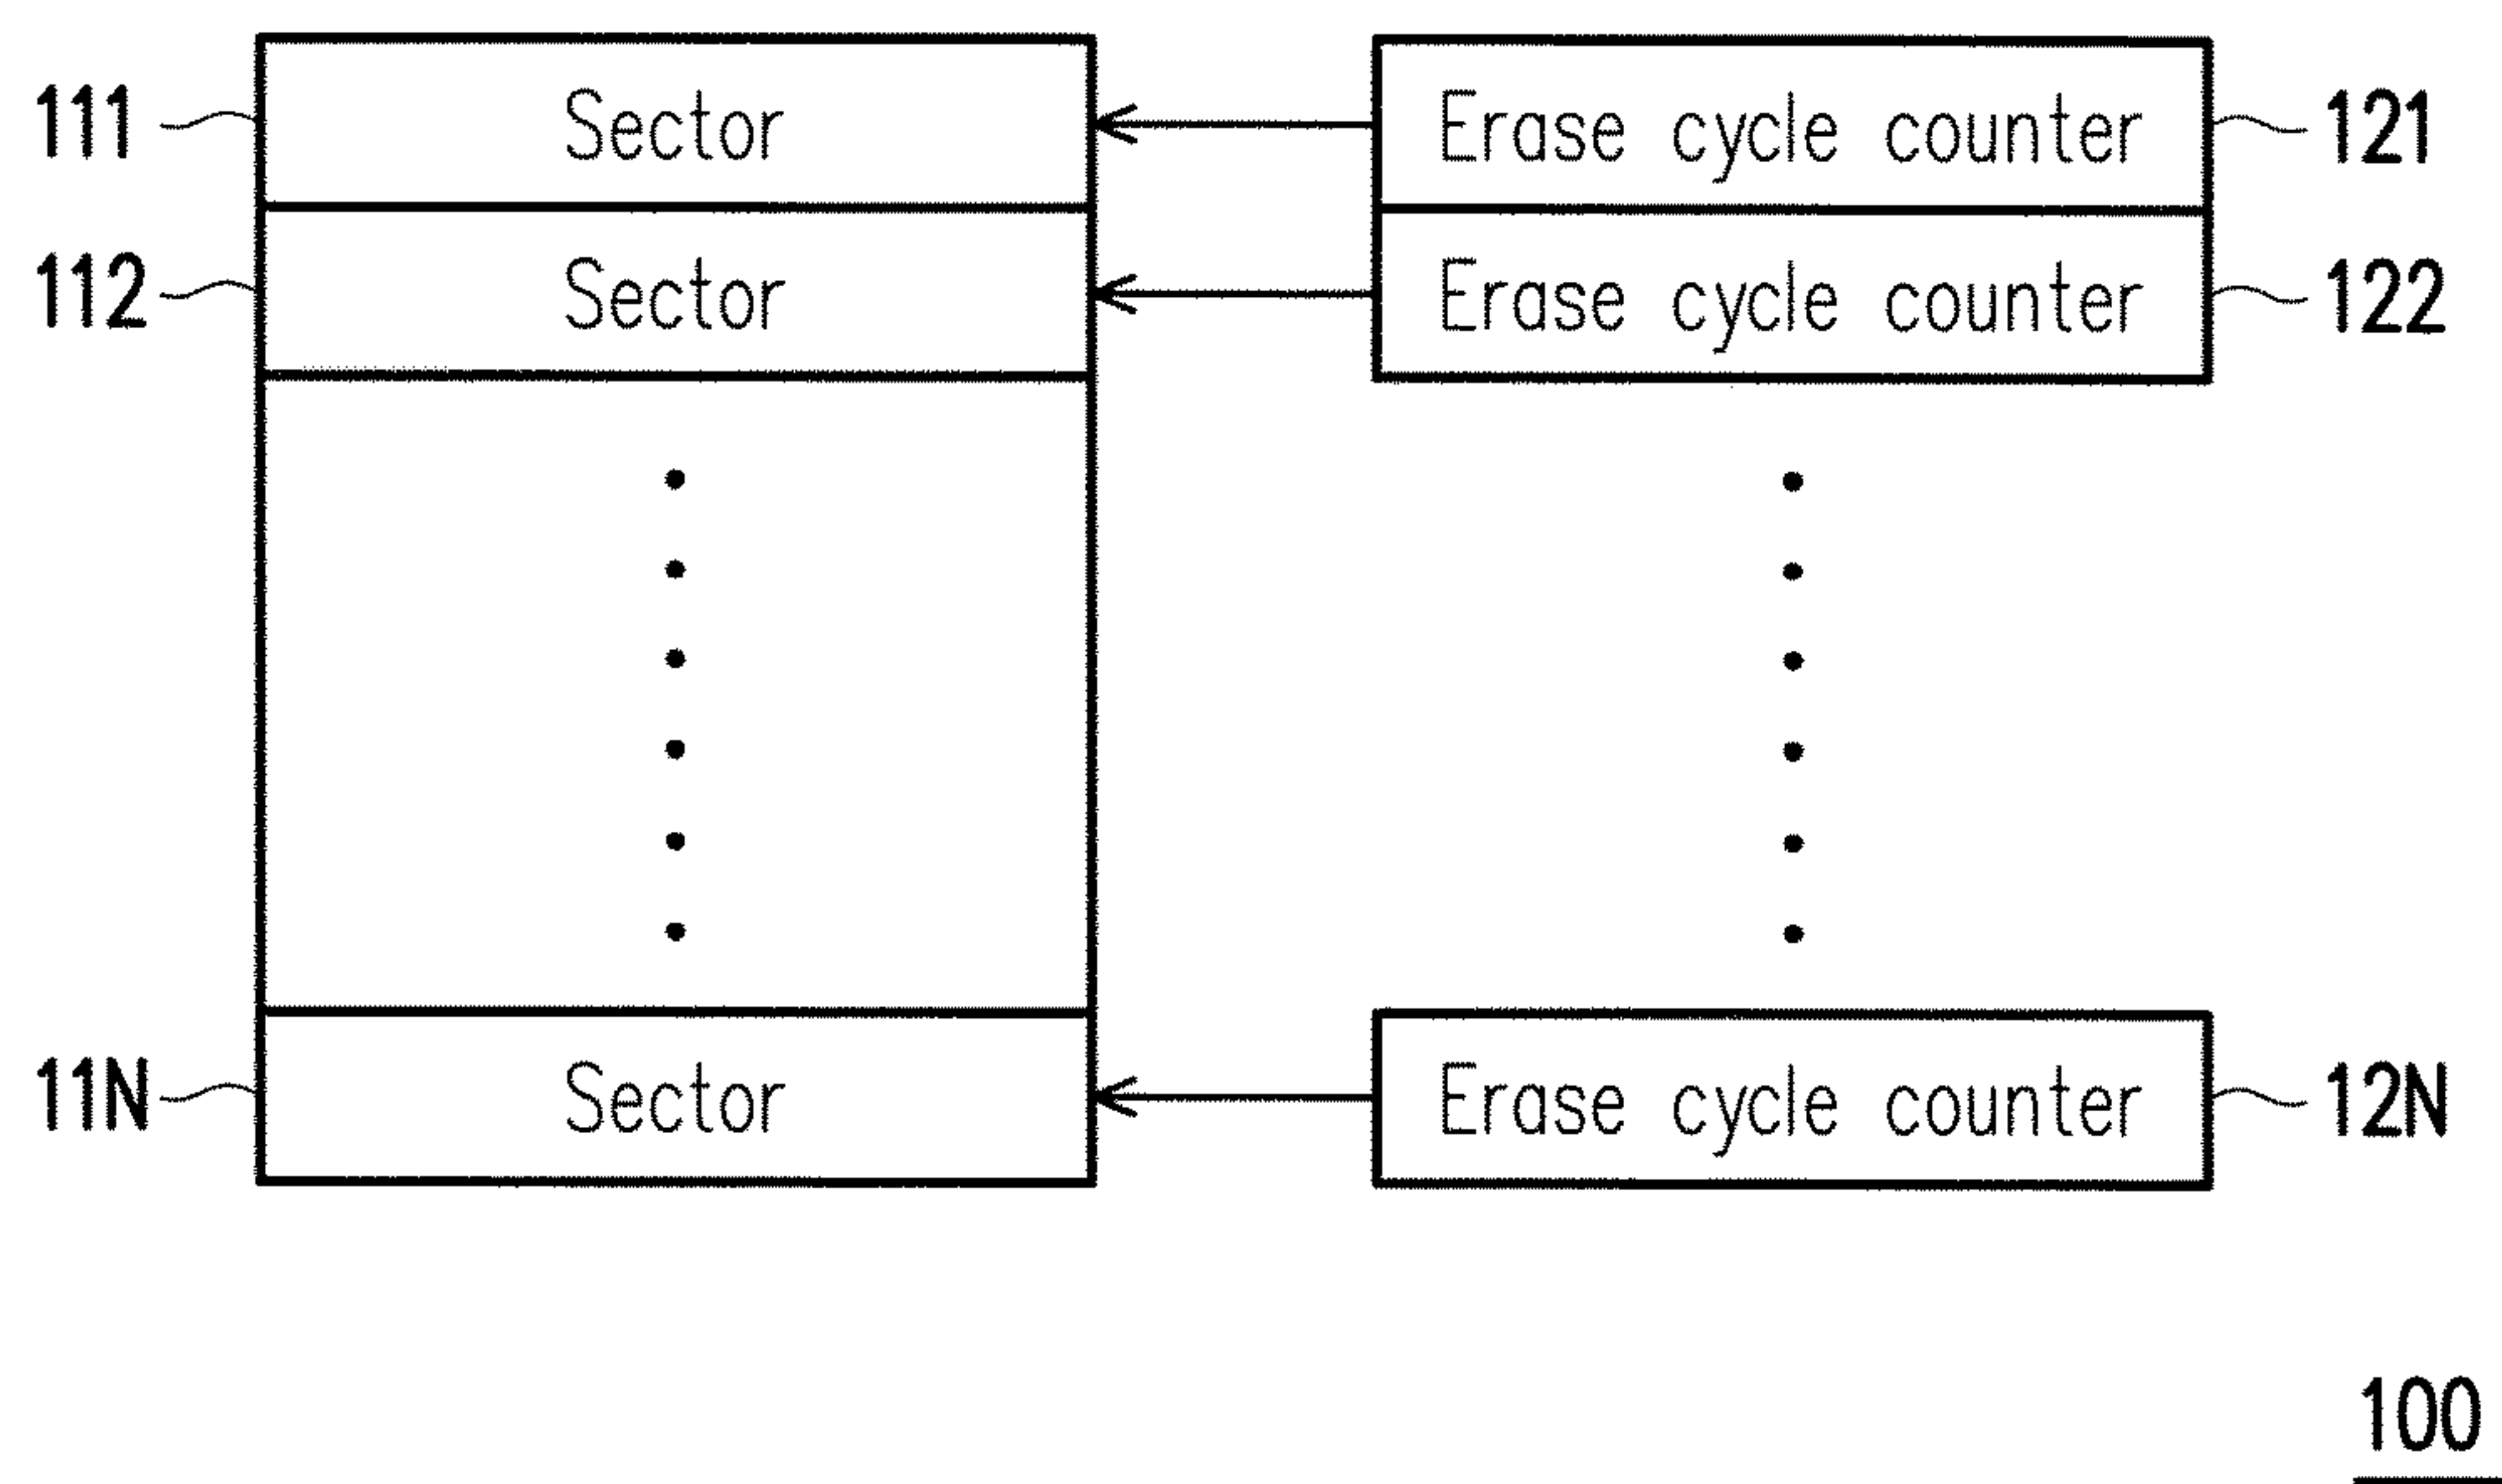 111 Sector Erase cycle counter 121
112 Sector Erase cycle counter 122
11N Sector Erase cycle counter 12N
100